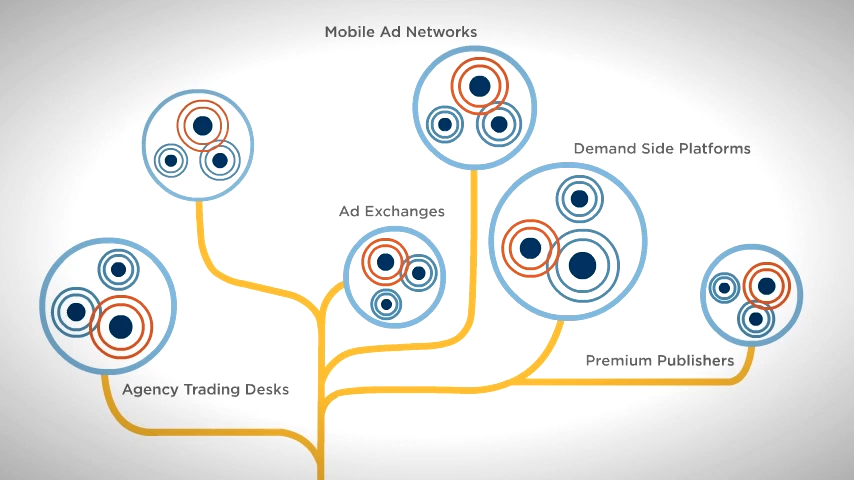 Mobile Ad Networks
Demand Side Platforms
Ad Exchanges
Premium Publishers
Agency Trading Desks